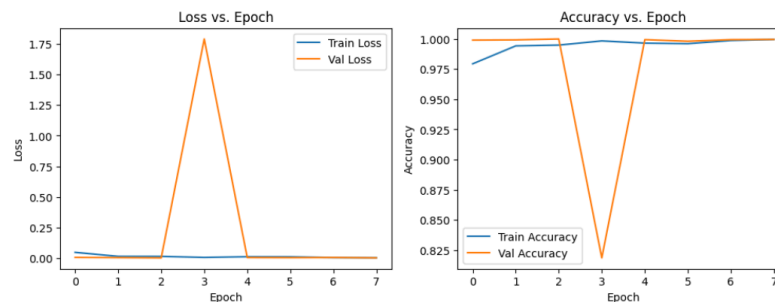 Loss vs. Epoch
1.75
1.50
1.25
1.00
0.75
0.50
0.25
0.00
Loss
Train Loss
Val Loss
0 1 2 3 4 5 6 7
Epoch
Accuracy vs. Epoch
1.000
0.975
0.950
0.925
0.900
0.875
0.850
0.825
Accuracy
Train Accuracy
Val Accuracy
0 1 2 3 4 5 6 7
Epoch